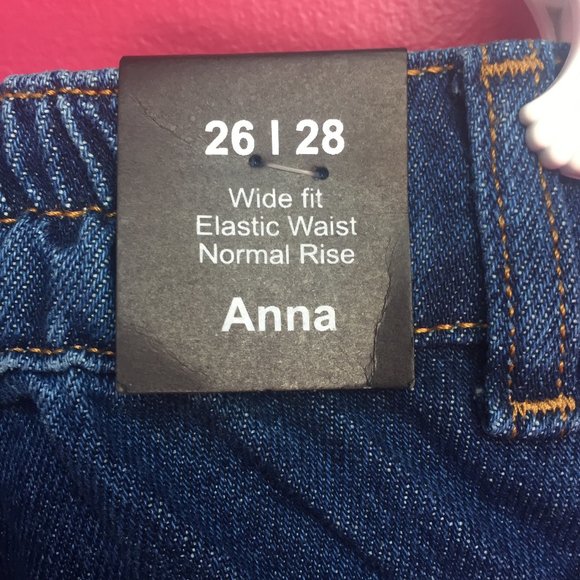 26 | 28
Wide fit
Elastic Waist
Normal Rise
Anna